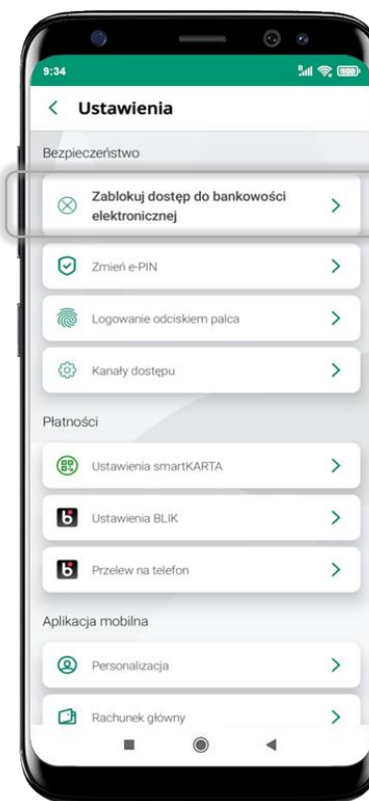 9:34
Ustawienia
Bezpieczeństwo
Zablokuj dostęp do bankowości
elektronicznej
Zmień e-PIN
Logowanie odciskiem palca
Kanały dostępu
Płatności
Ustawienia smartKARTA
Ustawienia BLIK
Przelew na telefon
Aplikacja mobilna
Personalizacja
Rachunek główny